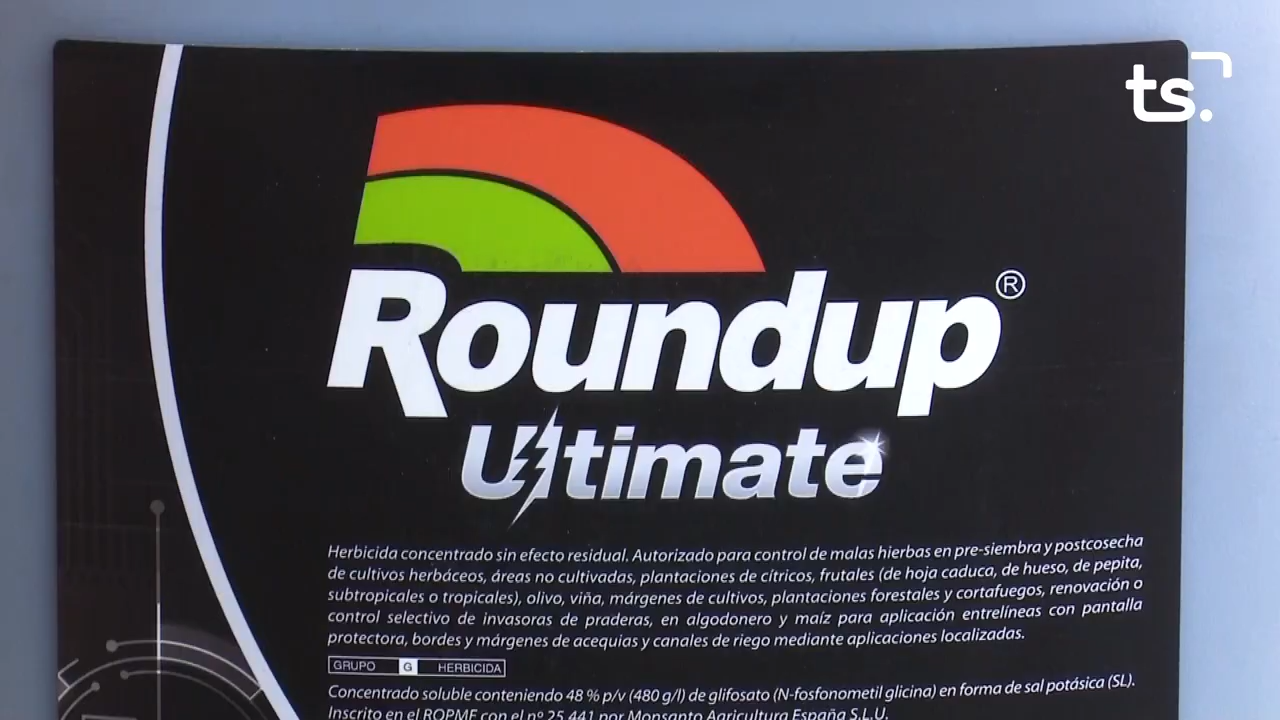 ts.
Roundup®
Ultimate
Herbicida concentrado sin efecto residual. Autorizado para control de malas hierbas en pre-siembra y postcosecha
de cultivos herbáceos, áreas no cultivadas, plantaciones de cítricos, frutales (de hoja caduca, de hueso, de pepita,
subtropicales o tropicales), olivo, viña, márgenes de cultivos, plantaciones forestales y cortafuegos, renovación o
control selectivo de invasoras de praderas, en algodonero y maíz para aplicación entrelíneas con pantalla
protectora, bordes y márgenes de acequias y canales de riego mediante aplicaciones localizadas.
GRUPO G HERBICIDA
Concentrado soluble conteniendo 48 % p/v (480 g/l) de glifosato (N-fosfonometil glicina) en forma de sal potásica (SL).
Inscrito en el ROPMF con el nº 25.441 por Monsanto Agricultura España S.L.U.